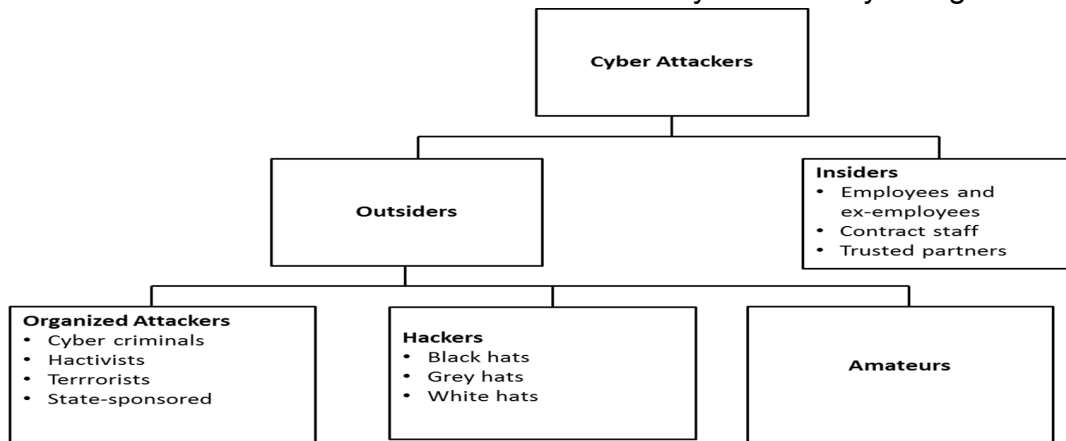 Cyber Attackers
Outsiders
Insiders
• Employees and
ex-employees
• Contract staff
• Trusted partners
Organized Attackers
• Cyber criminals
• Hactivists
• Terrrorists
• State-sponsored
Hackers
• Black hats
• Grey hats
• White hats
Amateurs